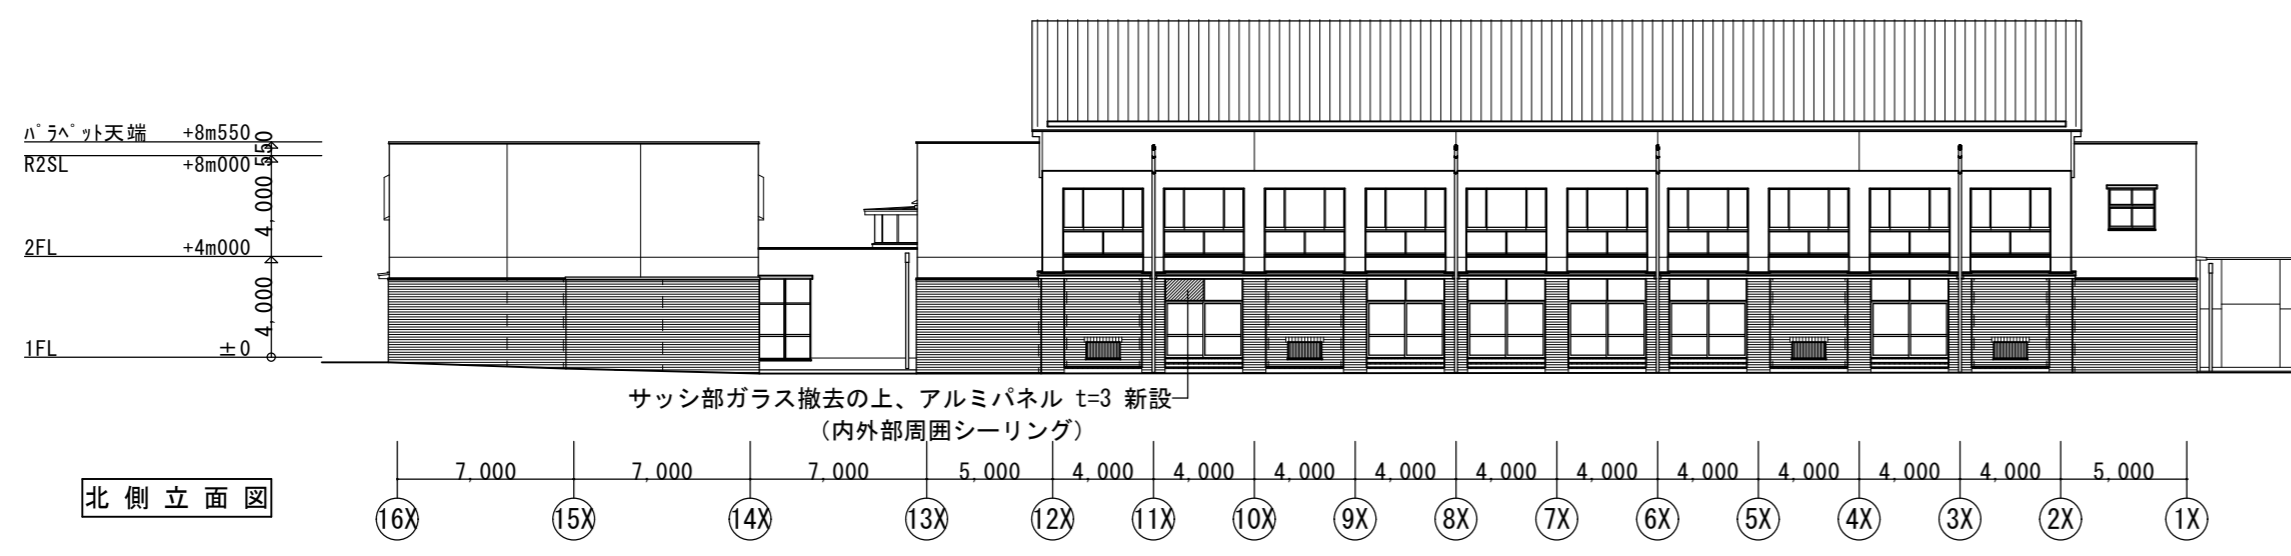 パラペット天端 +8m550
550
R2SL +8m000
4,000
2FL +4m000
4,000
1FL ±0
サッシ部ガラス撤去の上、アルミパネル t=3 新設
（内外部周囲シーリング）
7,000 7,000 7,000 5,000 4,000 4,000 4,000 4,000 4,000 4,000 4,000 4,000 4,000 4,000 5,000
北側立面図
16X 15X 14X 13X 12X 11X 10X 9X 8X 7X 6X 5X 4X 3X 2X 1X